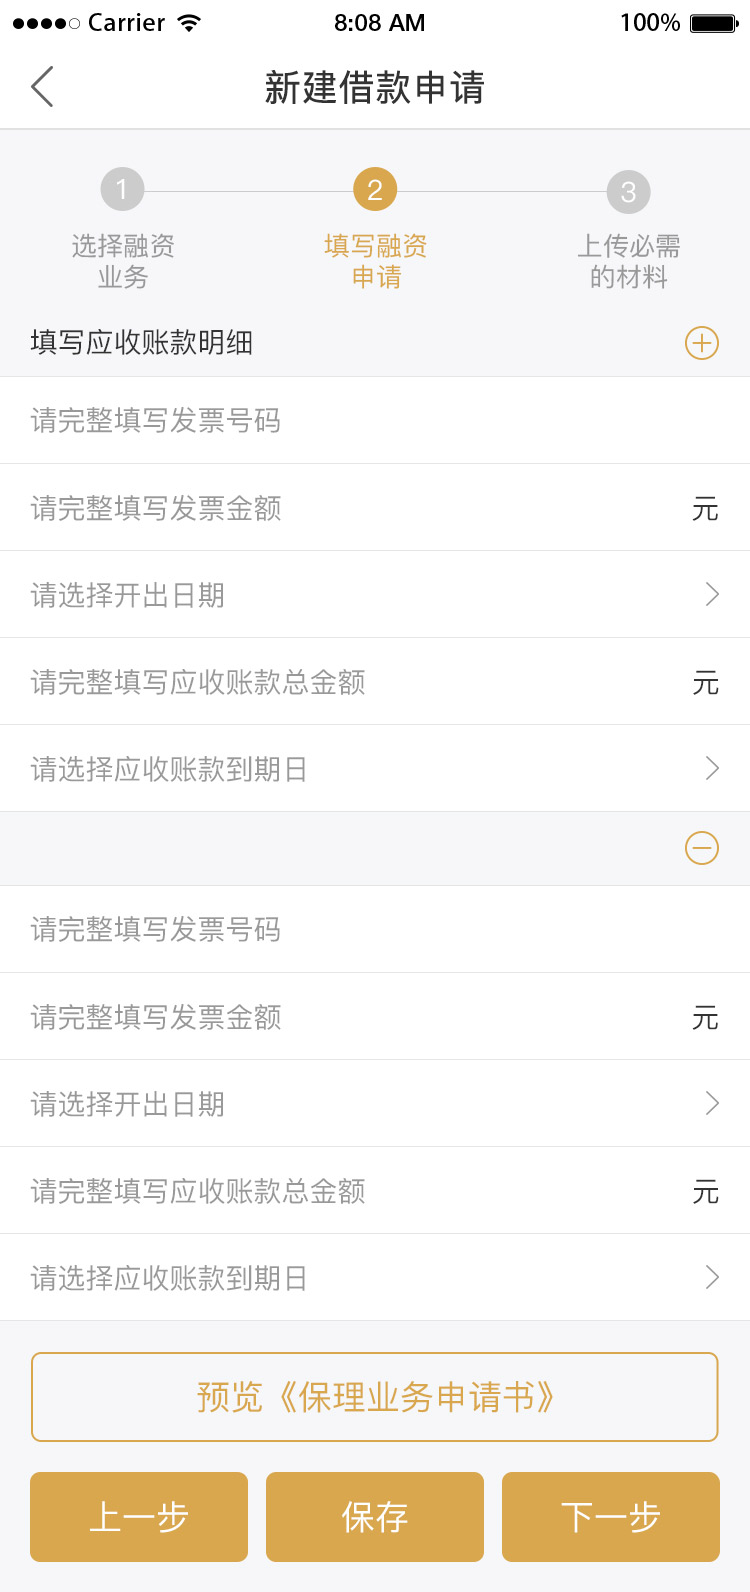 Carrier 8:08 AM 100%
新建借款申请
1 2 3
选择融资 填写融资 上传必需
业务 申请 的材料
填写应收账款明细
请完整填写发票号码
请完整填写发票金额 元
请选择开出日期
请完整填写应收账款总金额 元
请选择应收账款到期日
请完整填写发票号码
请完整填写发票金额 元
请选择开出日期
请完整填写应收账款总金额 元
请选择应收账款到期日
预览《保理业务申请书》
上一步 保存 下一步